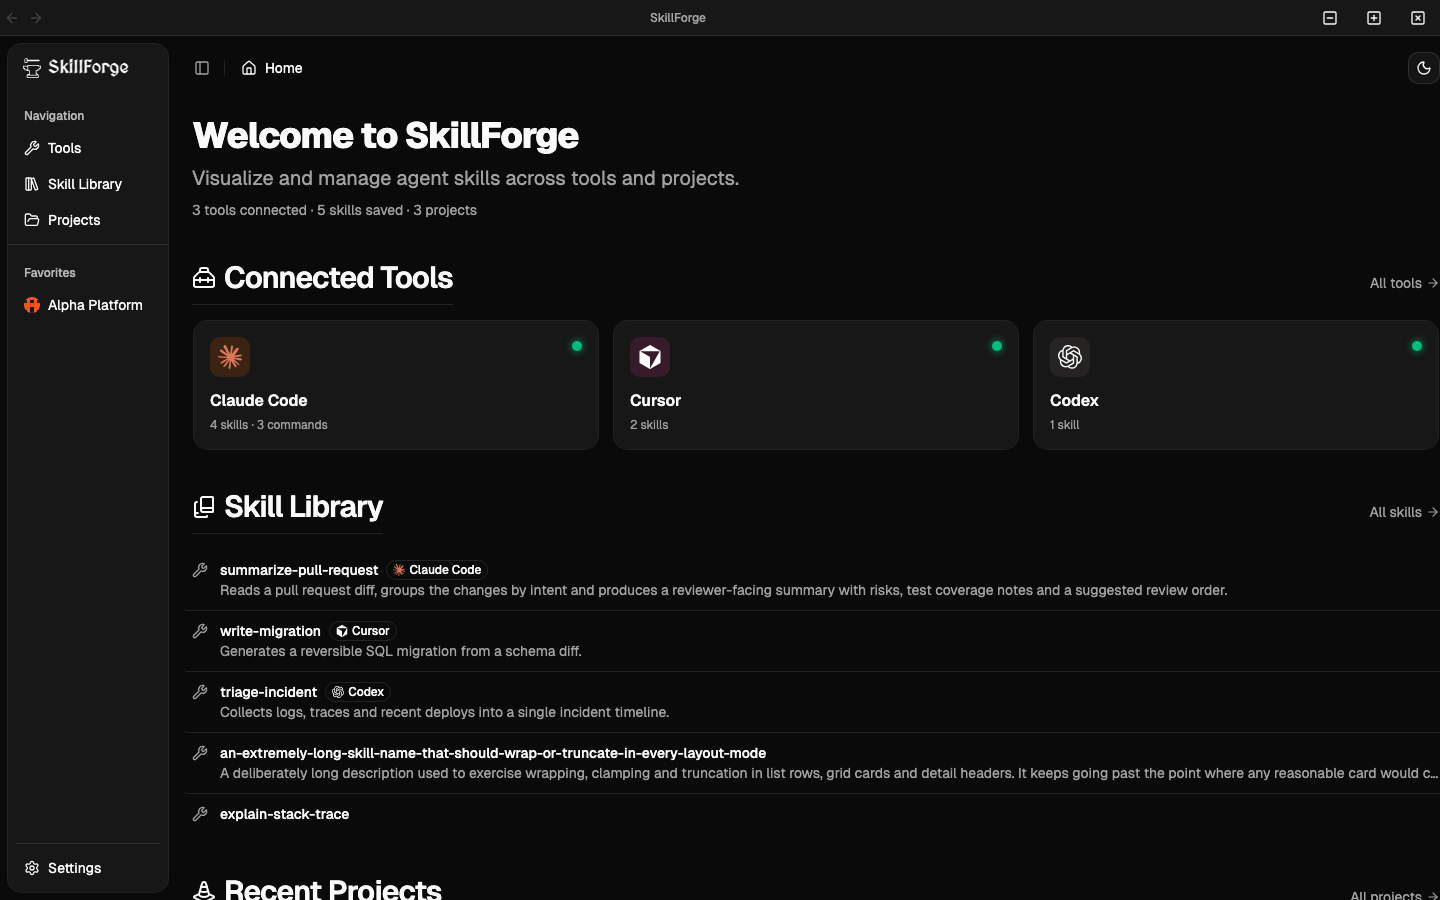 SkillForge
SkillForge
Home
Navigation
Tools
Skill Library
Projects
Favorites
Alpha Platform
Settings
Welcome to SkillForge
Visualize and manage agent skills across tools and projects.
3 tools connected · 5 skills saved · 3 projects
Connected Tools
All tools →
Claude Code
4 skills · 3 commands
Cursor
2 skills
Codex
1 skill
Skill Library
All skills →
summarize-pull-request Claude Code
Reads a pull request diff, groups the changes by intent and produces a reviewer-facing summary with risks, test coverage notes and a suggested review order.
write-migration Cursor
Generates a reversible SQL migration from a schema diff.
triage-incident Codex
Collects logs, traces and recent deploys into a single incident timeline.
an-extremely-long-skill-name-that-should-wrap-or-truncate-in-every-layout-mode
A deliberately long description used to exercise wrapping, clamping and truncation in list rows, grid cards and detail headers. It keeps going past the point where any reasonable card would c...
explain-stack-trace
Recent Projects
All projects →